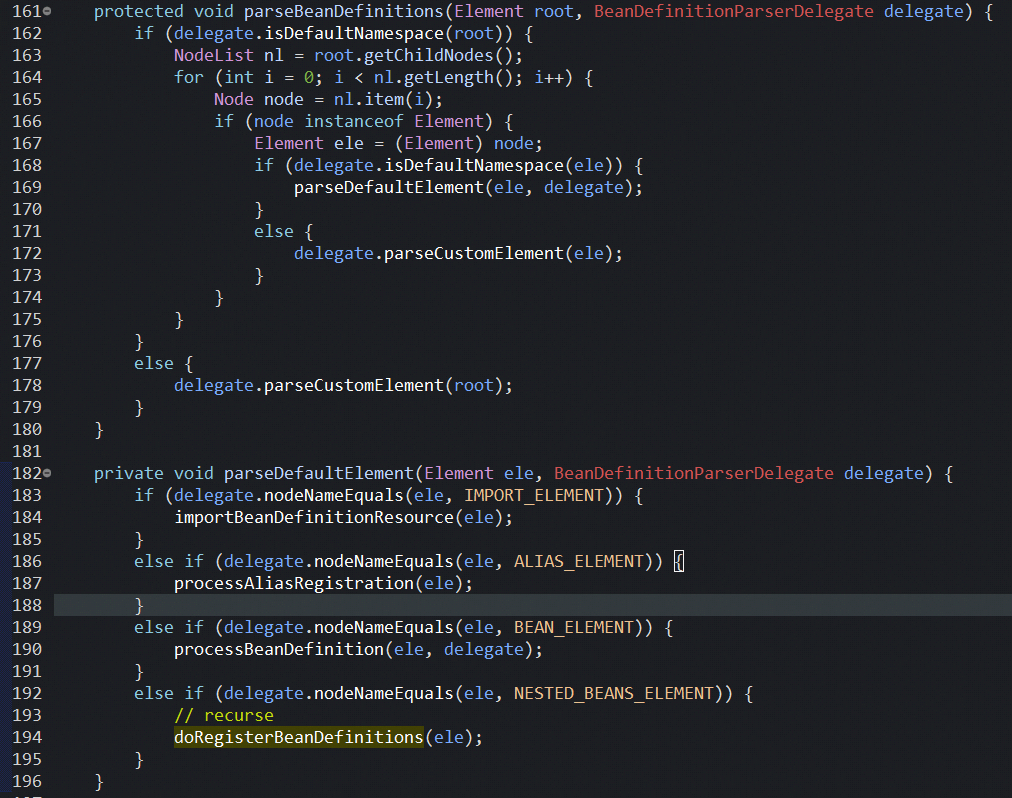 161 protected void parseBeanDefinitions(Element root, BeanDefinitionParserDelegate delegate) {
162 if (delegate.isDefaultNamespace(root)) {
163 NodeList nl = root.getChildNodes();
164 for (int i = 0; i < nl.getLength(); i++) {
165 Node node = nl.item(i);
166 if (node instanceof Element) {
167 Element ele = (Element) node;
168 if (delegate.isDefaultNamespace(ele)) {
169 parseDefaultElement(ele, delegate);
170 }
171 else {
172 delegate.parseCustomElement(ele);
173 }
174 }
175 }
176 }
177 else {
178 delegate.parseCustomElement(root);
179 }
180 }
181
182 private void parseDefaultElement(Element ele, BeanDefinitionParserDelegate delegate) {
183 if (delegate.nodeNameEquals(ele, IMPORT_ELEMENT)) {
184 importBeanDefinitionResource(ele);
185 }
186 else if (delegate.nodeNameEquals(ele, ALIAS_ELEMENT)) {
187 processAliasRegistration(ele);
188 }
189 else if (delegate.nodeNameEquals(ele, BEAN_ELEMENT)) {
190 processBeanDefinition(ele, delegate);
191 }
192 else if (delegate.nodeNameEquals(ele, NESTED_BEANS_ELEMENT)) {
193 // recurse
194 doRegisterBeanDefinitions(ele);
195 }
196 }